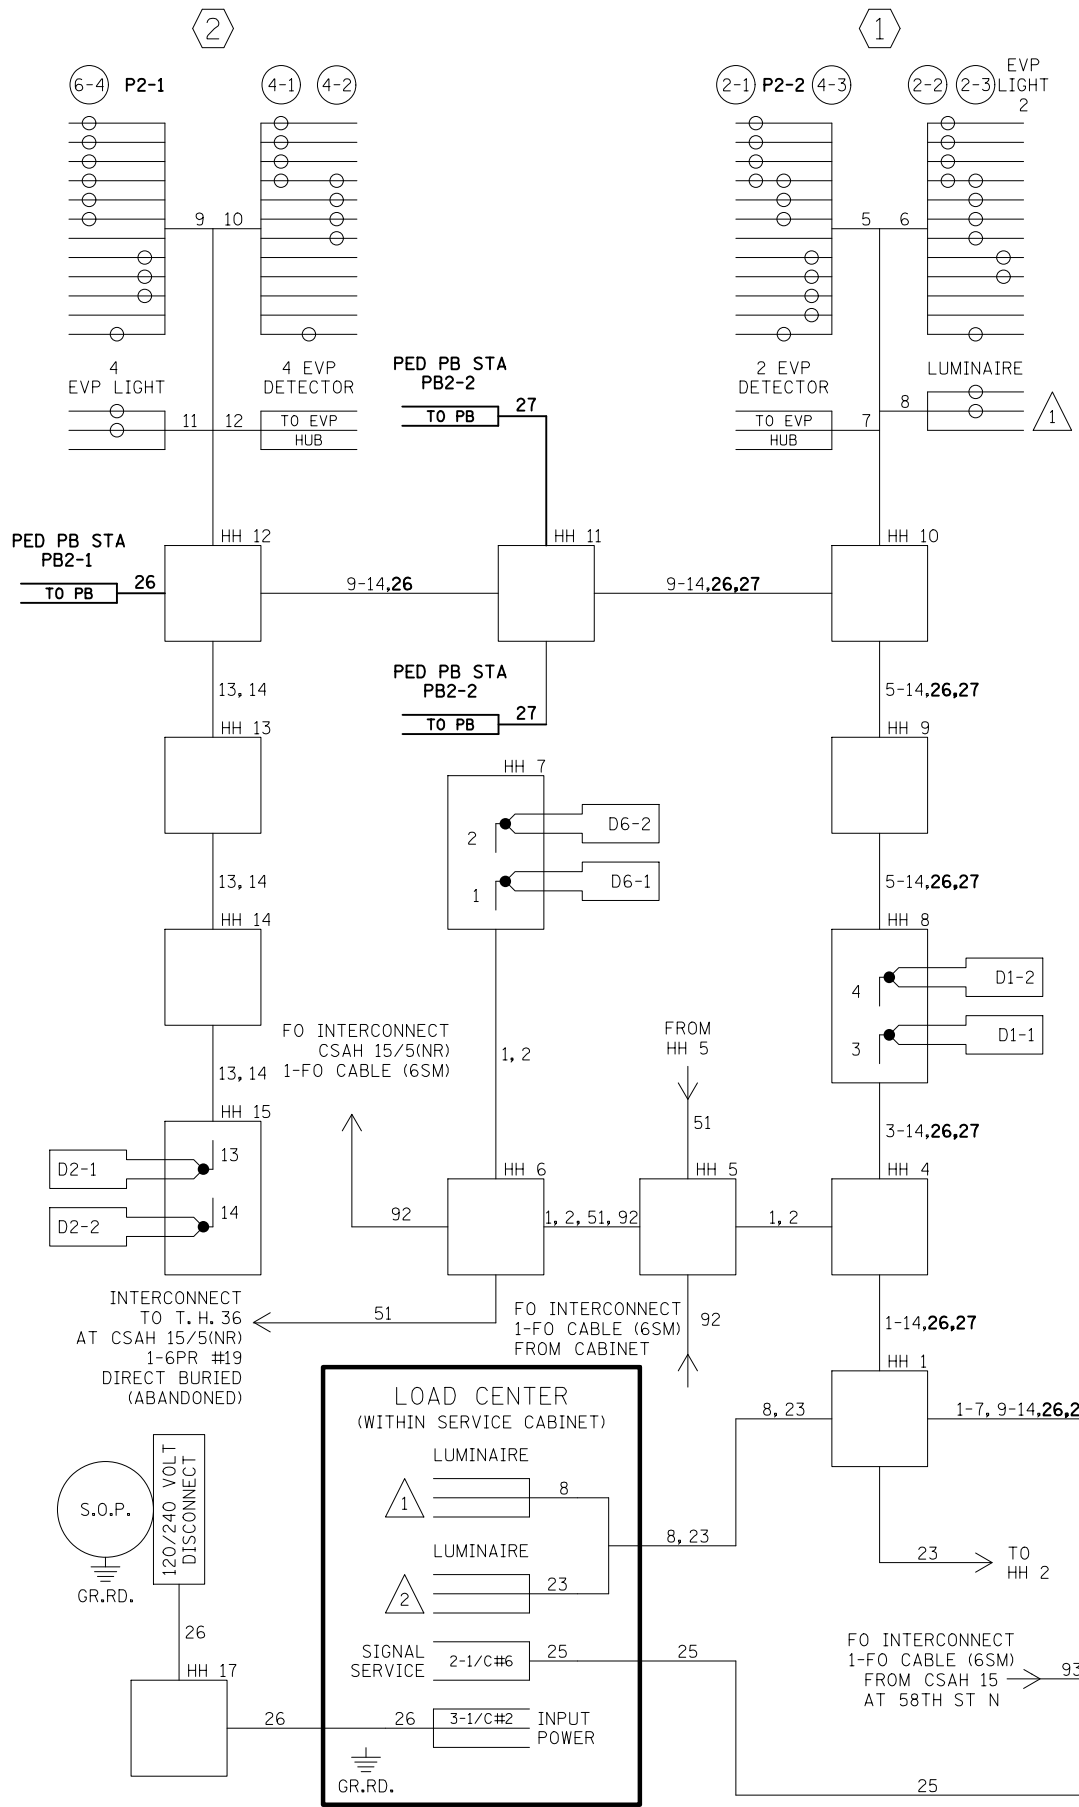 2
1
6-4 P2-1 4-1 4-2
2-1 P2-2 4-3 2-2 2-3 EVP
LIGHT
2
9 10
5 6
4
EVP LIGHT
4 EVP
DETECTOR
11 12
TO EVP
HUB
PED PB STA
PB2-2
TO PB
27
2 EVP
DETECTOR
TO EVP
HUB
7
LUMINAIRE
8
1
PED PB STA
PB2-1
TO PB
26
HH 12
9-14,26
HH 11
9-14,26,27
HH 10
PED PB STA
PB2-2
TO PB
27
13, 14
5-14,26,27
HH 13
HH 7
HH 9
2
D6-2
1
D6-1
13, 14
5-14,26,27
HH 14
HH 8
4
D1-2
3
D1-1
FO INTERCONNECT
CSAH 15/5(NR)
1-FO CABLE (6SM)
1, 2
FROM
HH 5
51
13, 14
3-14,26,27
HH 15
13
D2-1
14
D2-2
HH 6
HH 5
HH 4
92
1, 2, 51, 92
1, 2
INTERCONNECT
TO T.H.36
AT CSAH 15/5(NR)
1-6PR #19
DIRECT BURIED
(ABANDONED)
51
FO INTERCONNECT
1-FO CABLE (6SM)
FROM CABINET
92
1-14,26,27
HH 1
8, 23
1-7, 9-14,26,2
LOAD CENTER
(WITHIN SERVICE CABINET)
LUMINAIRE
1
8
8, 23
LUMINAIRE
2
23
23
TO
HH 2
S.O.P.
GR.RD.
120/240 VOLT
DISCONNECT
26
HH 17
26
SIGNAL
SERVICE
2-1/C#6
25
25
26
3-1/C#2
INPUT
POWER
GR.RD.
FO INTERCONNECT
1-FO CABLE (6SM)
FROM CSAH 15
AT 58TH ST N
93
25